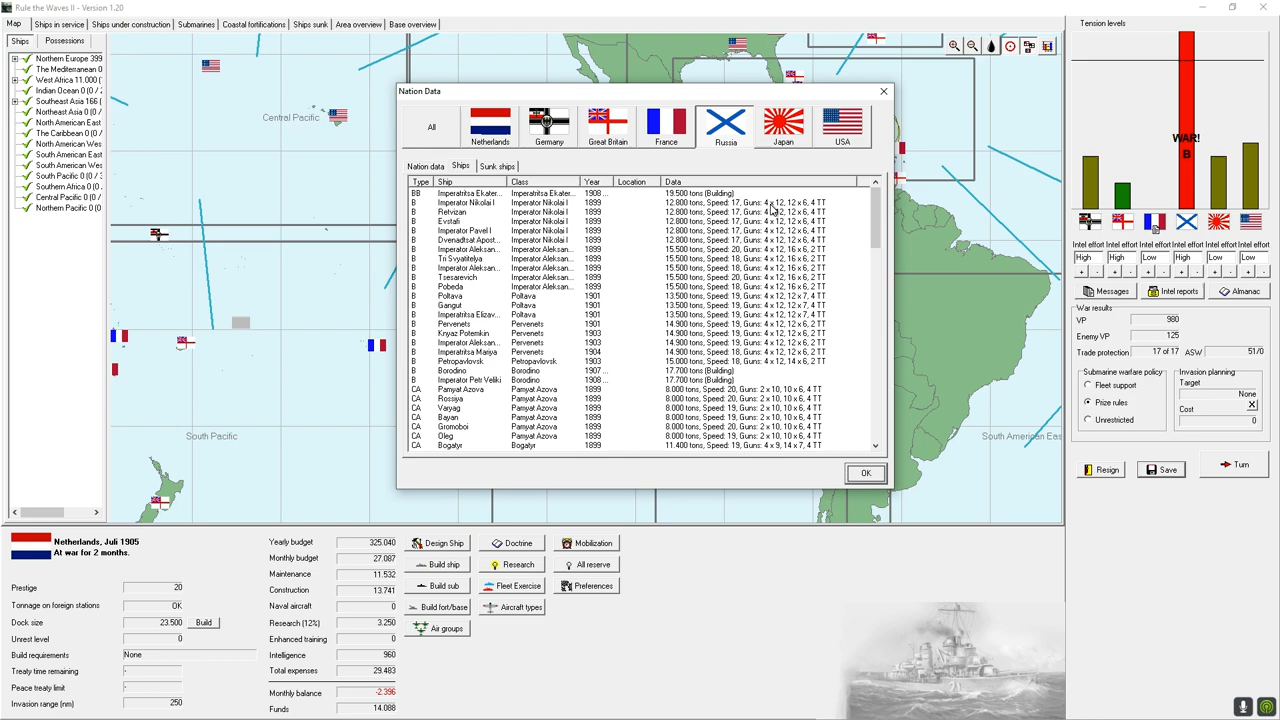 Rule the Waves II - Version 1.20
Map Ships in service Ships under construction Submarines Coastal fortifications Ships sunk Area overview Base overview
Ships Possessions
Northern Europe 399
The Mediterranean 0
West Africa 11.000 (
Indian Ocean 0 (0 / 2
Southeast Asia 166 (
Northeast Asia 0 (0 /
North American East
The Caribbean 0 (0 /
North American Wes
South American East
South American Wes
South Pacific 0 (0 / 3
Southern Africa 0 (0
Central Pacific 0 (0 /
Northern Pacific 0 (0
Central Pacific
South Pacific
South American Eas
Nation Data
All Netherlands Germany Great Britain France Russia Japan USA
Nation data Ships Sunk ships
Type Ship Class Year Location Data
BB Imperatritsa Ekater... Imperatritsa Ekater... 1908 ... 19.500 tons (Building)
B Imperator Nikolai I Imperator Nikolai I 1899 12.800 tons, Speed: 17, Guns: 4 x 12, 12 x 6, 4 TT
B Retvizan Imperator Nikolai I 1899 12.800 tons, Speed: 17, Guns: 4 x 12, 12 x 6, 4 TT
B Evstafi Imperator Nikolai I 1899 12.800 tons, Speed: 17, Guns: 4 x 12, 12 x 6, 4 TT
B Imperator Pavel I Imperator Nikolai I 1899 12.800 tons, Speed: 17, Guns: 4 x 12, 12 x 6, 4 TT
B Dvenadtsat Apost... Imperator Nikolai I 1899 12.800 tons, Speed: 17, Guns: 4 x 12, 12 x 6, 4 TT
B Imperator Aleksan... Imperator Aleksan... 1899 15.500 tons, Speed: 20, Guns: 4 x 12, 16 x 6, 2 TT
B Tri Svyatitelya Imperator Aleksan... 1899 15.500 tons, Speed: 18, Guns: 4 x 12, 16 x 6, 2 TT
B Imperator Aleksan... Imperator Aleksan... 1899 15.500 tons, Speed: 18, Guns: 4 x 12, 16 x 6, 2 TT
B Tsesarevich Imperator Aleksan... 1899 15.500 tons, Speed: 20, Guns: 4 x 12, 16 x 6, 2 TT
B Pobeda Imperator Aleksan... 1899 15.500 tons, Speed: 18, Guns: 4 x 12, 16 x 6, 2 TT
B Poltava Poltava 1901 13.500 tons, Speed: 19, Guns: 4 x 12, 12 x 7, 4 TT
B Gangut Poltava 1901 13.500 tons, Speed: 19, Guns: 4 x 12, 12 x 7, 4 TT
B Imperatritsa Elizav... Poltava 1901 13.500 tons, Speed: 19, Guns: 4 x 12, 12 x 7, 4 TT
B Pervenets Pervenets 1901 14.900 tons, Speed: 19, Guns: 4 x 12, 12 x 6, 2 TT
B Knyaz Potemkin Pervenets 1903 14.900 tons, Speed: 19, Guns: 4 x 12, 12 x 6, 2 TT
B Imperator Aleksan... Pervenets 1903 14.900 tons, Speed: 19, Guns: 4 x 12, 12 x 6, 2 TT
B Imperatritsa Mariya Pervenets 1904 14.900 tons, Speed: 18, Guns: 4 x 12, 12 x 6, 2 TT
B Petropavlovsk Petropavlovsk 1903 15.000 tons, Speed: 18, Guns: 4 x 12, 14 x 6, 2 TT
B Borodino Borodino 1907 ... 17.700 tons (Building)
B Imperator Petr Veliki Borodino 1908 ... 17.700 tons (Building)
CA Pamyat Azova Pamyat Azova 1899 8.000 tons, Speed: 20, Guns: 2 x 10, 10 x 6, 4 TT
CA Rossiya Pamyat Azova 1899 8.000 tons, Speed: 20, Guns: 2 x 10, 10 x 6, 4 TT
CA Varyag Pamyat Azova 1899 8.000 tons, Speed: 19, Guns: 2 x 10, 10 x 6, 4 TT
CA Bayan Pamyat Azova 1899 8.000 tons, Speed: 19, Guns: 2 x 10, 10 x 6, 4 TT
CA Gromoboi Pamyat Azova 1899 8.000 tons, Speed: 20, Guns: 2 x 10, 10 x 6, 4 TT
CA Oleg Pamyat Azova 1899 8.000 tons, Speed: 19, Guns: 2 x 10, 10 x 6, 4 TT
CA Bogatyr Bogatyr 1899 11.400 tons, Speed: 19, Guns: 4 x 9, 14 x 7, 4 TT
OK
Tension levels
WAR!
B
Intel effort Intel effort Intel effort Intel effort Intel effort Intel effort
High High Low High Low Low
+ - + - + - + - + - + -
Messages Intel reports Almanac
War results
VP 980
Enemy VP 125
Trade protection 17 of 17 ASW 51/0
Submarine warfare policy
Fleet support
Prize rules
Unrestricted
Invasion planning
Target
None
Cost X
0
Resign Save Turn
Netherlands, Juli 1905
At war for 2 months.
Prestige 20
Tonnage on foreign stations OK
Dock size 23.500 Build
Unrest level 0
Build requirements None
Treaty time remaining -
Peace treaty limit -
Invasion range (nm) 250
Yearly budget 325.040
Monthly budget 27.087
Maintenance 11.532
Construction 13.741
Naval aircraft 0
Research (12%) 3.250
Enhanced training 0
Intelligence 960
Total expenses 29.483
Monthly balance -2.396
Funds 14.088
Design Ship Doctrine Mobilization
Build ship Research All reserve
Build sub Fleet Exercise Preferences
Build fort/base Aircraft types
Air groups